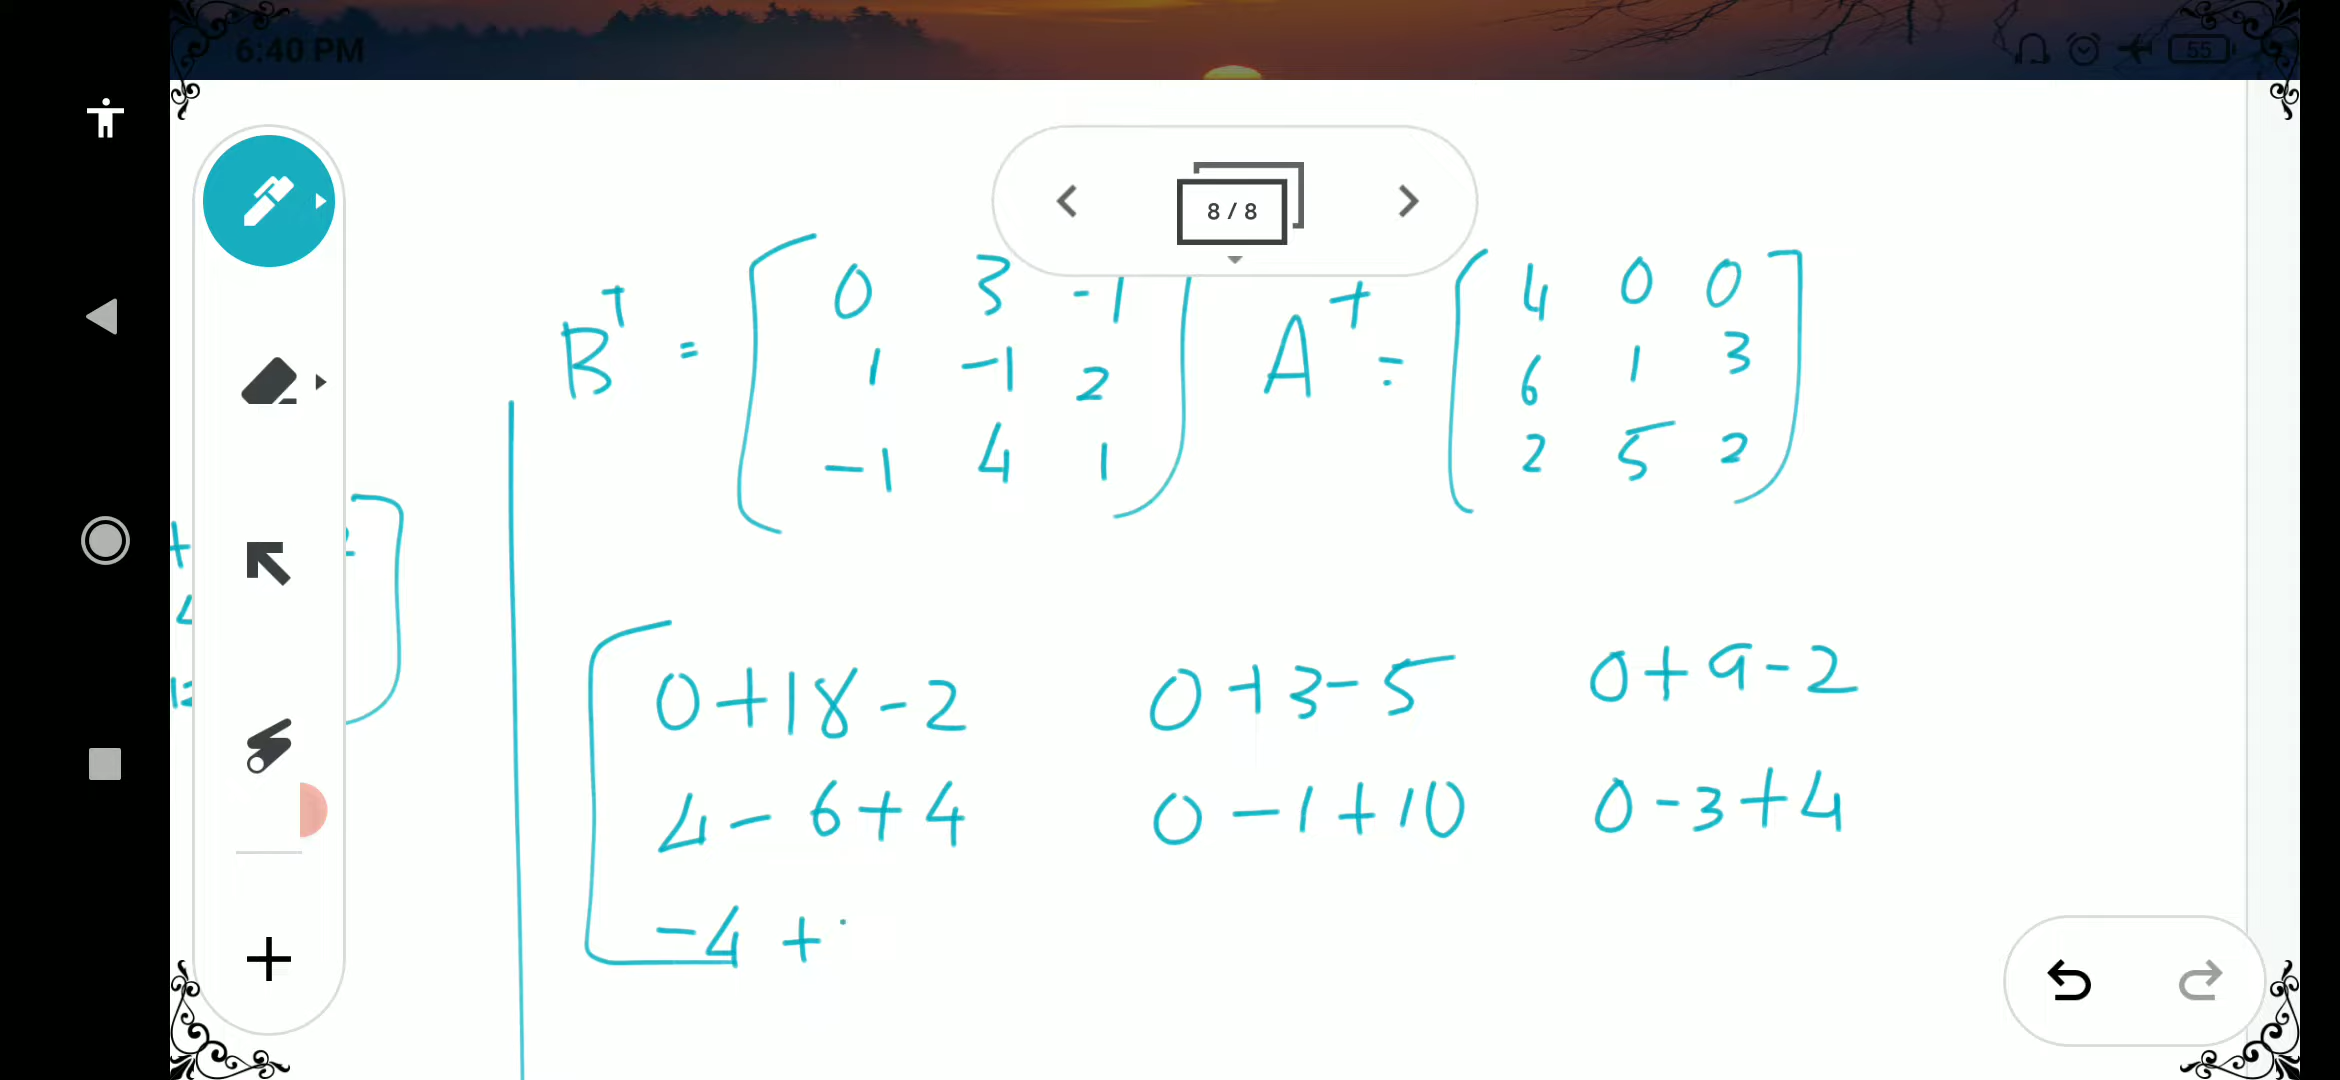 6:40 PM
55
8 / 8
B^T = [ 0 3 -1 ] A^T = [ 4 0 0 ]
1 -1 2 6 1 3
-1 4 1 2 5 2
0+18-2 0+3-5 0+9-2
4-6+4 0-1+10 0-3+4
-4 +